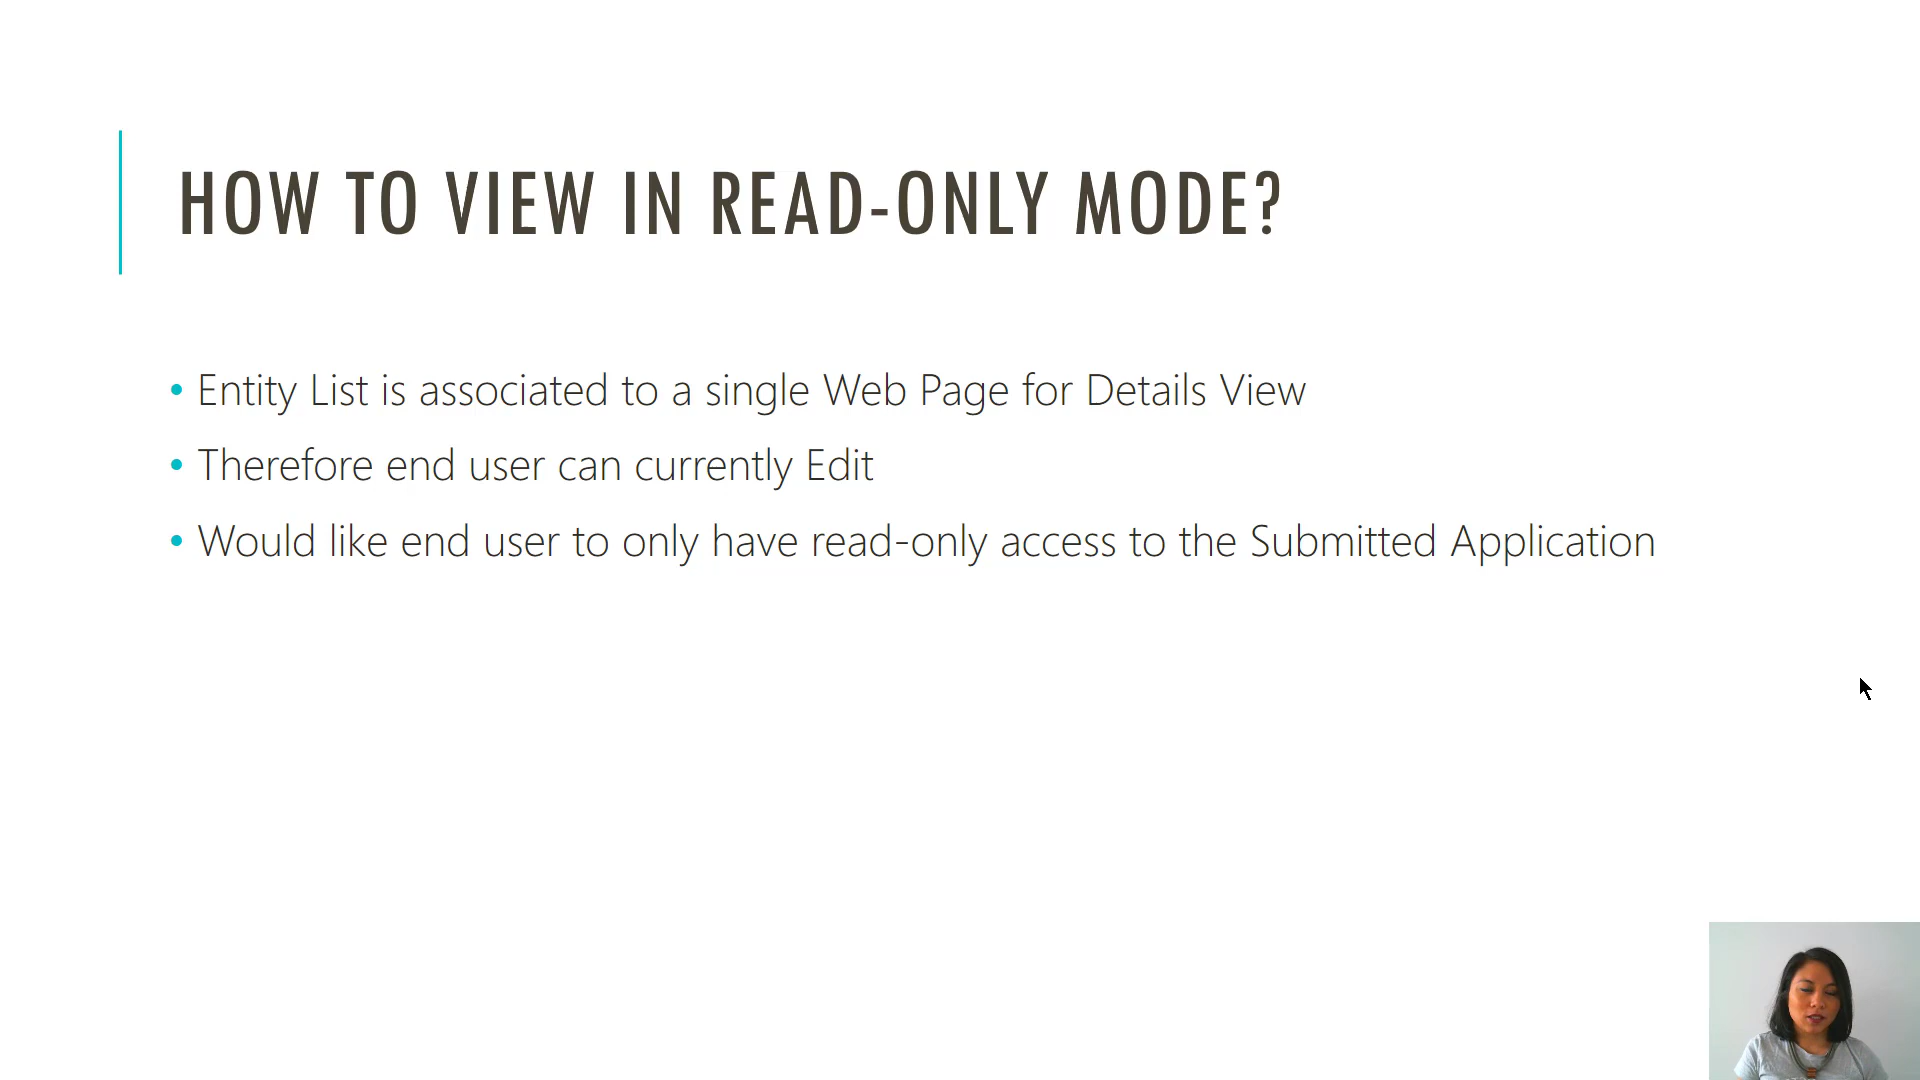 HOW TO VIEW IN READ-ONLY MODE?
• Entity List is associated to a single Web Page for Details View
• Therefore end user can currently Edit
• Would like end user to only have read-only access to the Submitted Application